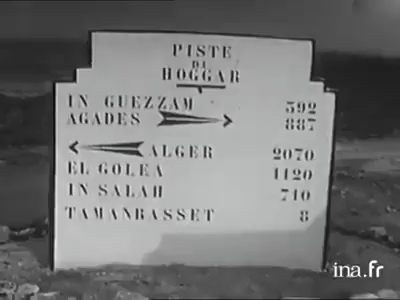 PISTE
DU
HOGGAR
IN GUEZZAM 392
AGADES 887
ALGER 2070
EL GOLEA 1120
IN SALAH 710
TAMANRASSET 8
ina.fr